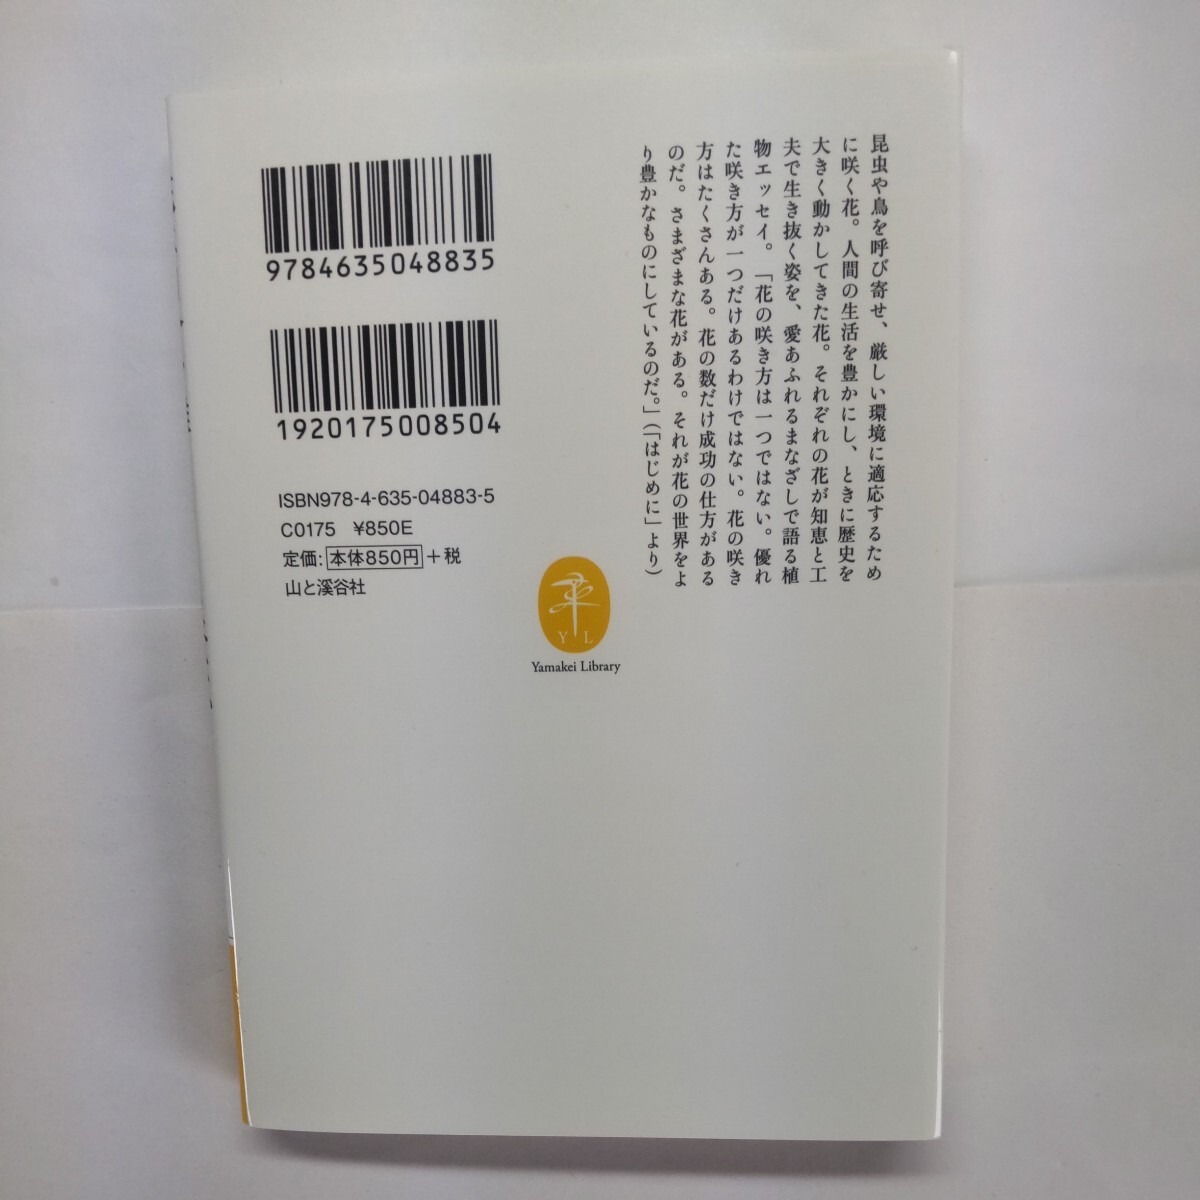 昆虫や鳥を呼び寄せ、厳しい環境に適応するため
に咲く花。人間の生活を豊かにし、ときに歴史を
大きく動かしてきた花。それぞれの花が知恵と工
夫で生き抜く姿を、愛あふれるまなざしで語る植
物エッセイ。「花の咲き方は一つではない。優れ
た咲き方が一つだけあるわけではない。花の咲き
方はたくさんある。花の数だけ成功の仕方がある
のだ。さまざまな花がある。それが花の世界をよ
り豊かなものにしているのだ。」(「はじめに」より)
9784635048835
1920175008504
ISBN978-4-635-04883-5
C0175 ¥850E
定価:本体850円+税
山と溪谷社
Y L
Yamakei Library